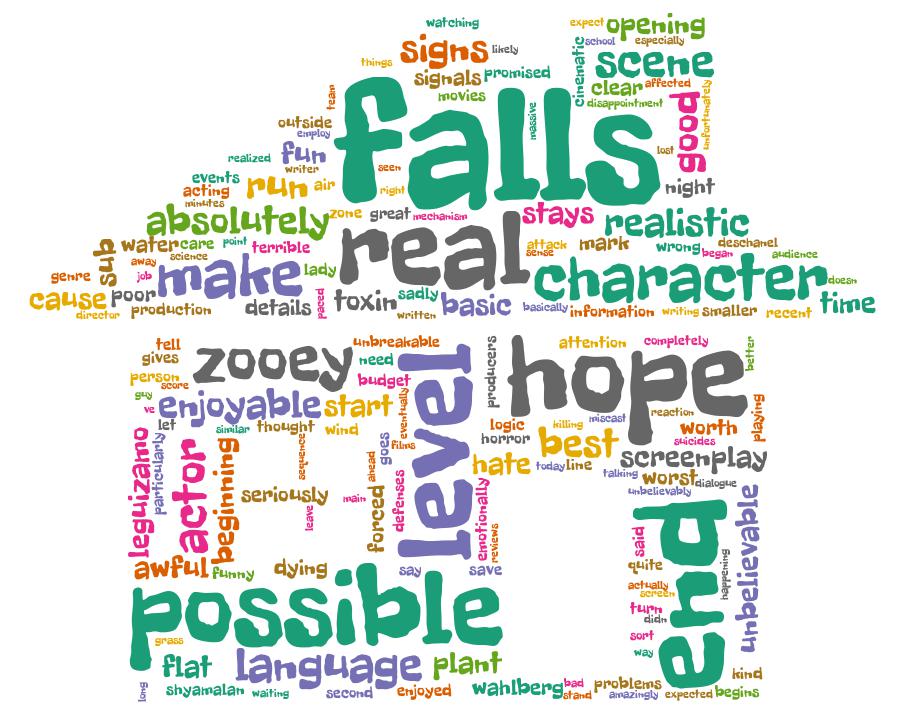 watching
expect
opening
signs
likely
school
especially
things
scene
signals
promised
cinematic
clear
affected
movies
disappointment
team
falls
massive
good
unfortunately
outside
employ
realized
fun
writer
seen
lost
events
acting
run
air
right
night
minutes
absolutely
zone
great
mechanism
stays
realistic
sub
water
care
point
terrible
real
attack
sense
mark
wrong
deschanel
began
audience
away
science
genre
job
make
lady
character
doesn
cause
poor
details
paced
toxin
sadly
basic
time
director
production
written
basically
information
writing
smaller
recent
tell
unbreakable
gives
zooey
need
level
producers
hope
attention
completely
better
person
score
budget
guy
enjoyable
start
eventually
ve
let
similar
thought
wind
films
logic
killing
miscast
reaction
worth
playing
horror
best
suicides
leguizamo
particularly
actor
beginning
sequence
goes
ahead
hate
today
line
talking
screenplay
worst
dialogue
unbelievably
seriously
main
forced
defenses
emotionally
leave
reviews
end
unbelievable
said
happening
awful
funny
dying
say
save
quite
actually
screen
possible
turn
didn
grass
sort
way
flat
language
plant
long
shyamalan
waiting
second
enjoyed
wahlberg
bad
stand
problems
amazingly
expected
begins
kind